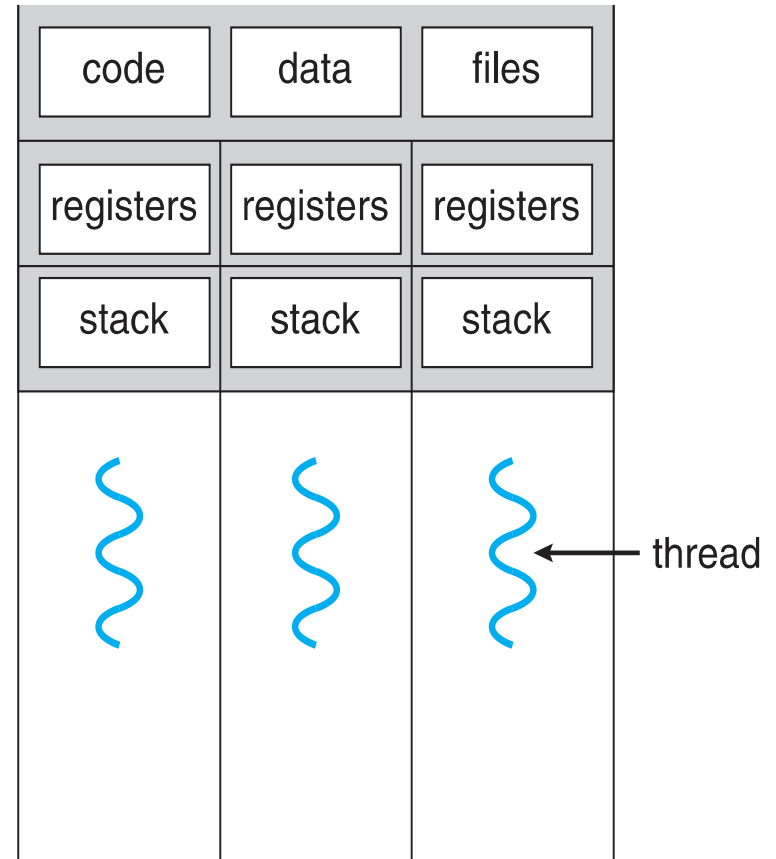 code data files
registers registers registers
stack stack stack
thread